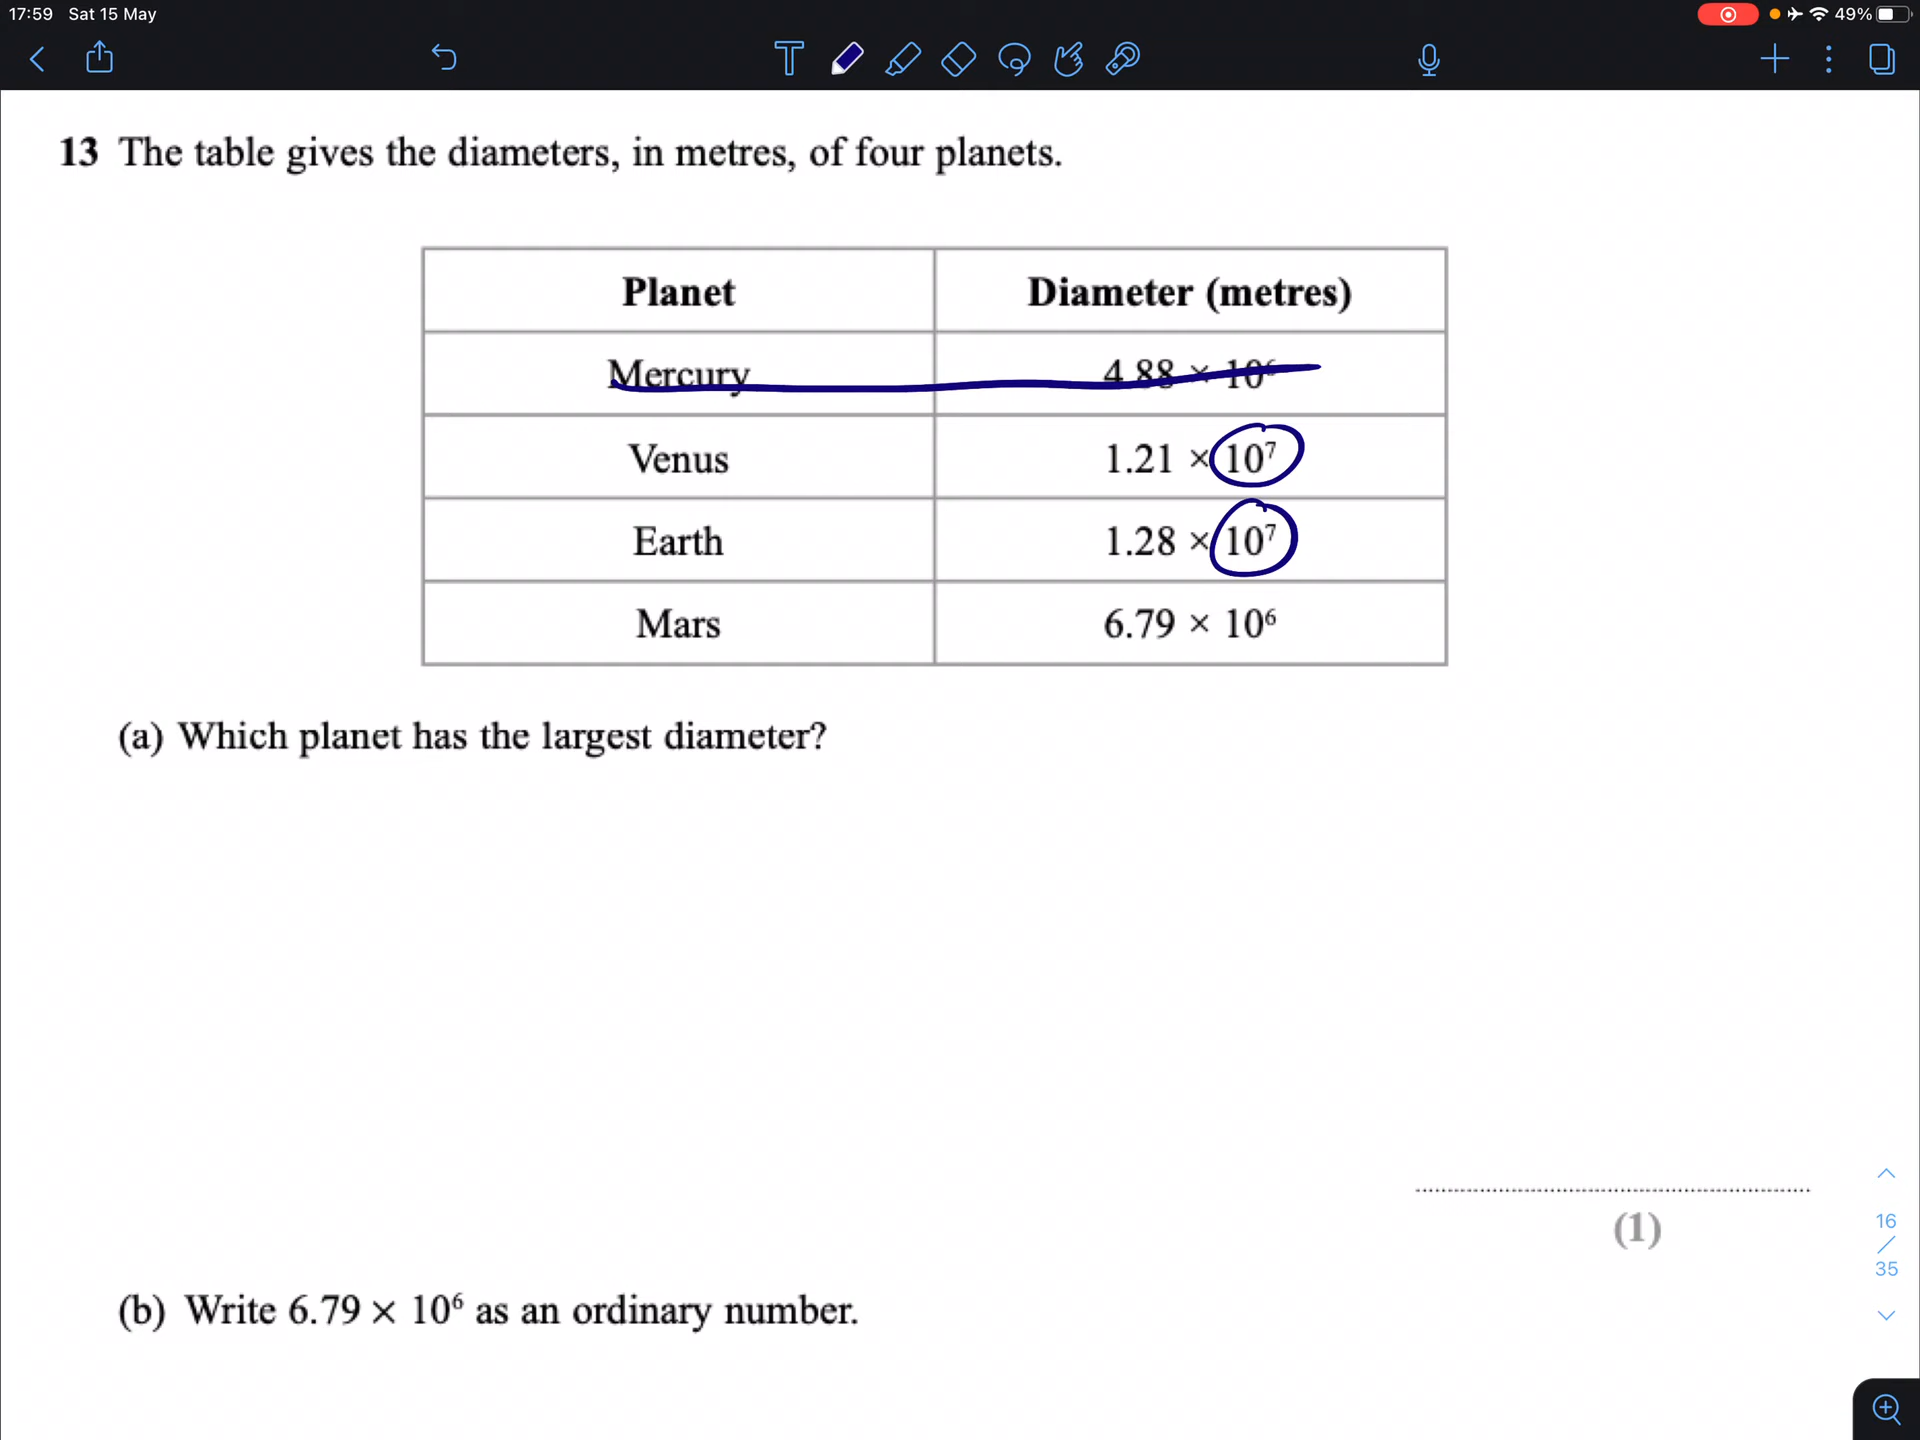 17:59 Sat 15 May
49%
T
13 The table gives the diameters, in metres, of four planets.
Planet Diameter (metres)
Mercury 4.88 × 10⁶
Venus 1.21 × 10⁷
Earth 1.28 × 10⁷
Mars 6.79 × 10⁶
(a) Which planet has the largest diameter?
(1)
16
/
35
(b) Write 6.79 × 10⁶ as an ordinary number.